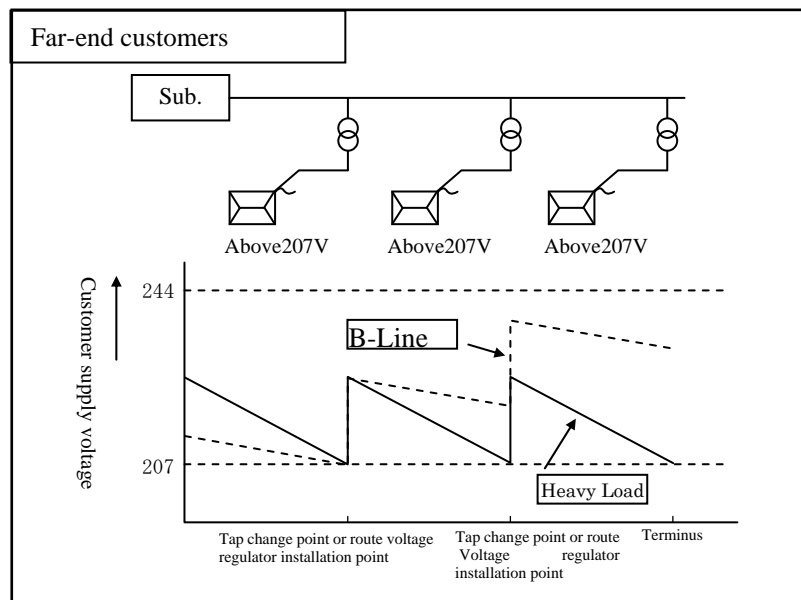 Far-end customers
Sub.
Above207V
Above207V
Above207V
Customer supply voltage
244
B-Line
207
Heavy Load
Tap change point or route voltage
regulator installation point
Tap change point or route
Voltage regulator
installation point
Terminus